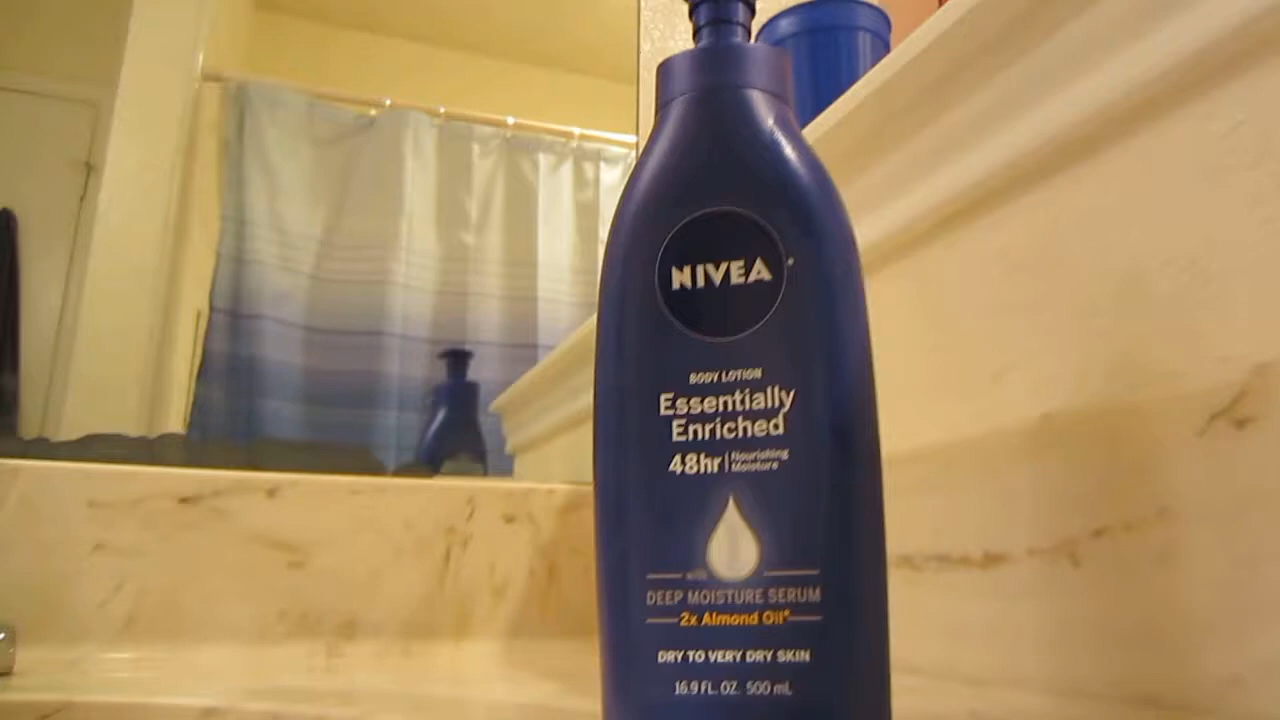 NIVEA
BODY LOTION
Essentially
Enriched
48hr | Nourishing
Moisture
with
DEEP MOISTURE SERUM
2x Almond Oil*
DRY TO VERY DRY SKIN
16.9 FL. OZ. 500 mL